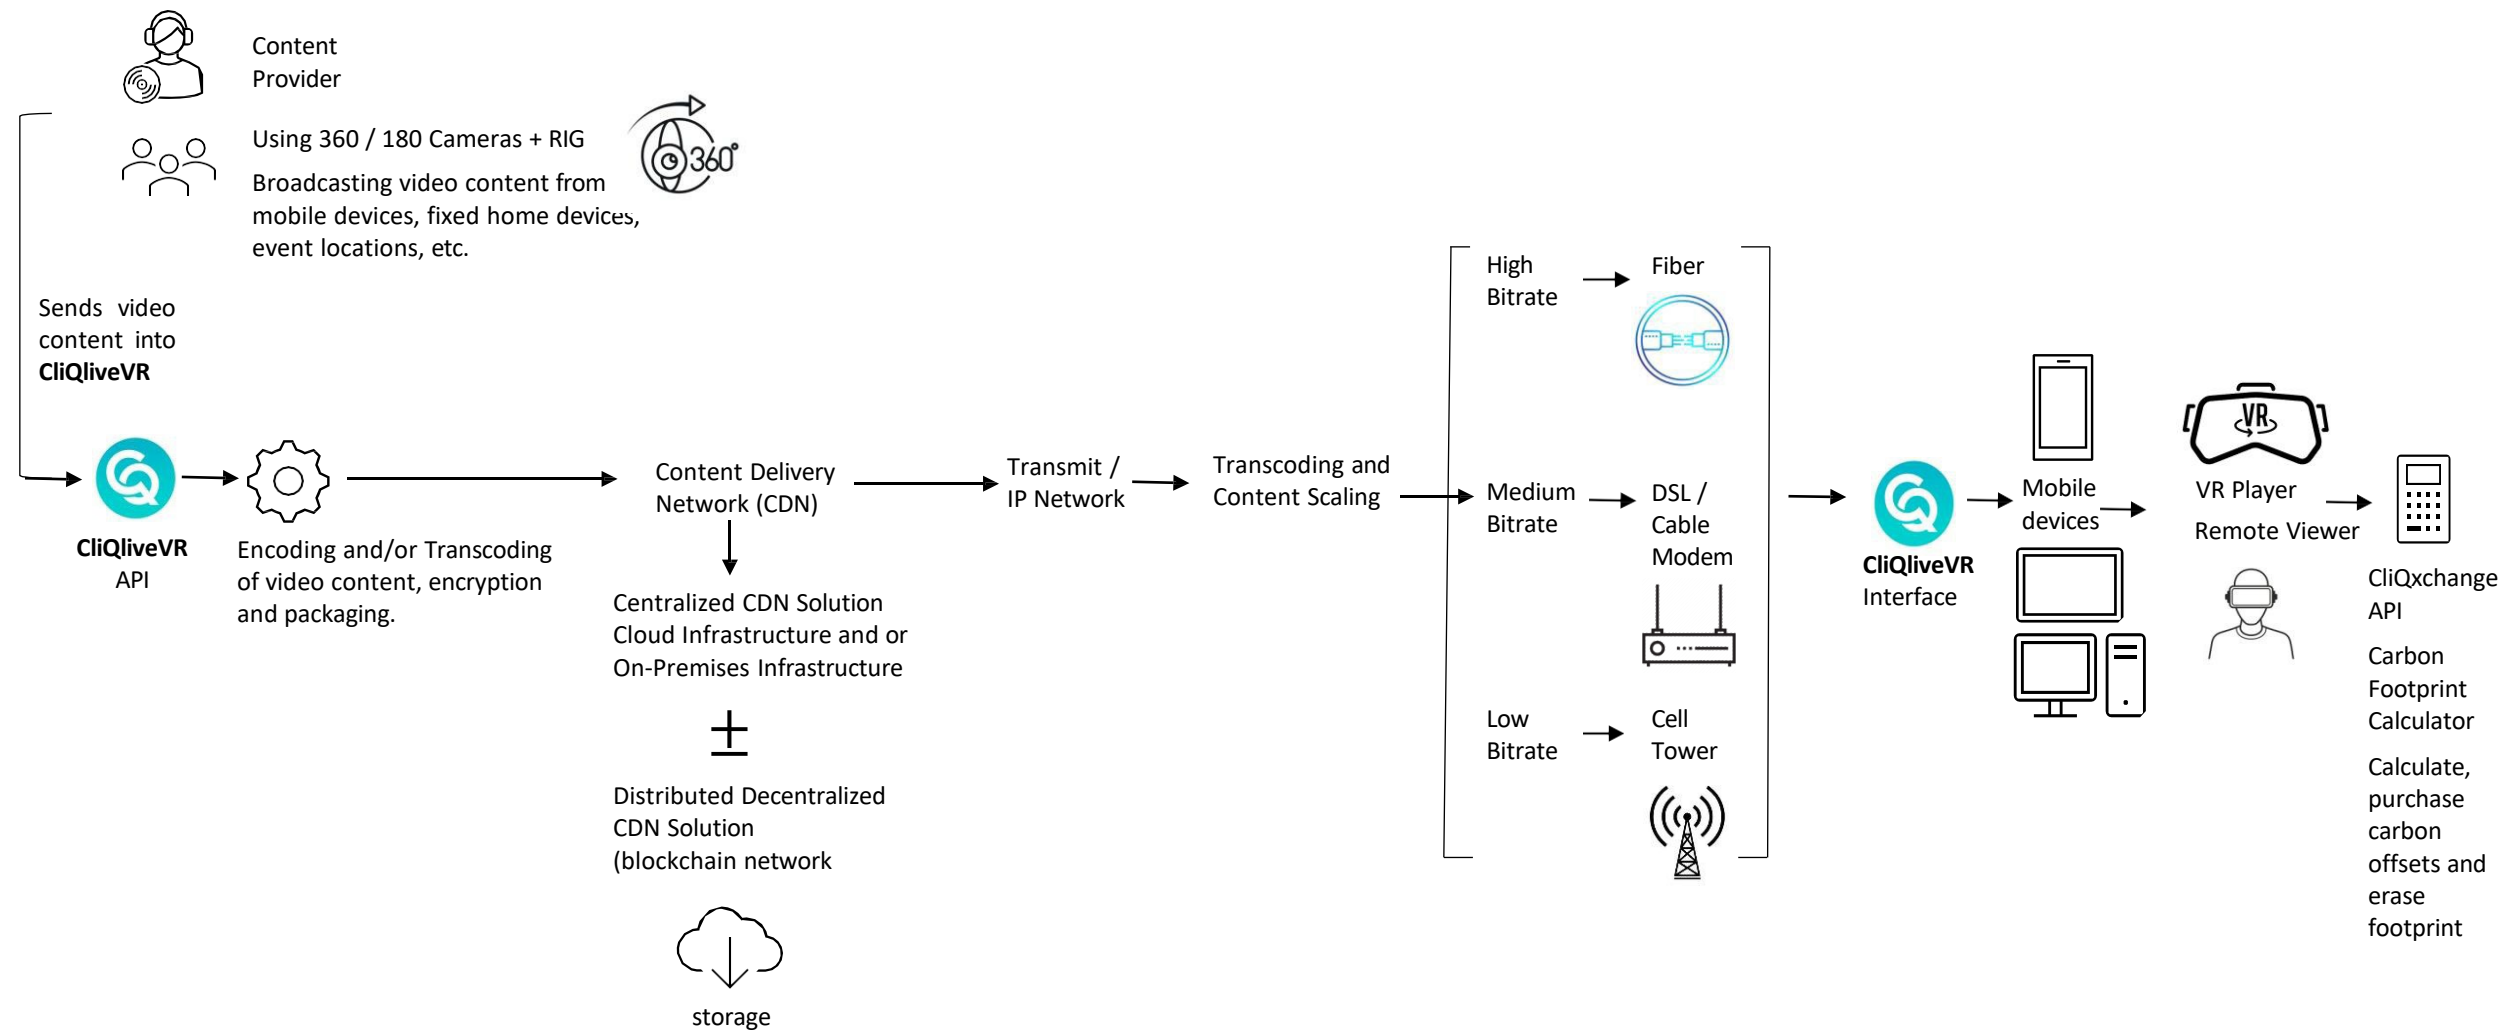 Content
Provider
Using 360 / 180 Cameras + RIG
360°
Broadcasting video content from
mobile devices, fixed home devices,
event locations, etc.
Sends video
content into
CliQliveVR
CliQliveVR
API
Encoding and/or Transcoding
of video content, encryption
and packaging.
Content Delivery
Network (CDN)
Centralized CDN Solution
Cloud Infrastructure and or
On-Premises Infrastructure
±
Distributed Decentralized
CDN Solution
(blockchain network
storage
Transmit /
IP Network
Transcoding and
Content Scaling
High
Bitrate
Fiber
Medium
Bitrate
DSL /
Cable
Modem
Low
Bitrate
Cell
Tower
CliQliveVR
Interface
Mobile
devices
VR
VR Player
Remote Viewer
CliQxchange
API
Carbon
Footprint
Calculator
Calculate,
purchase
carbon
offsets and
erase
footprint